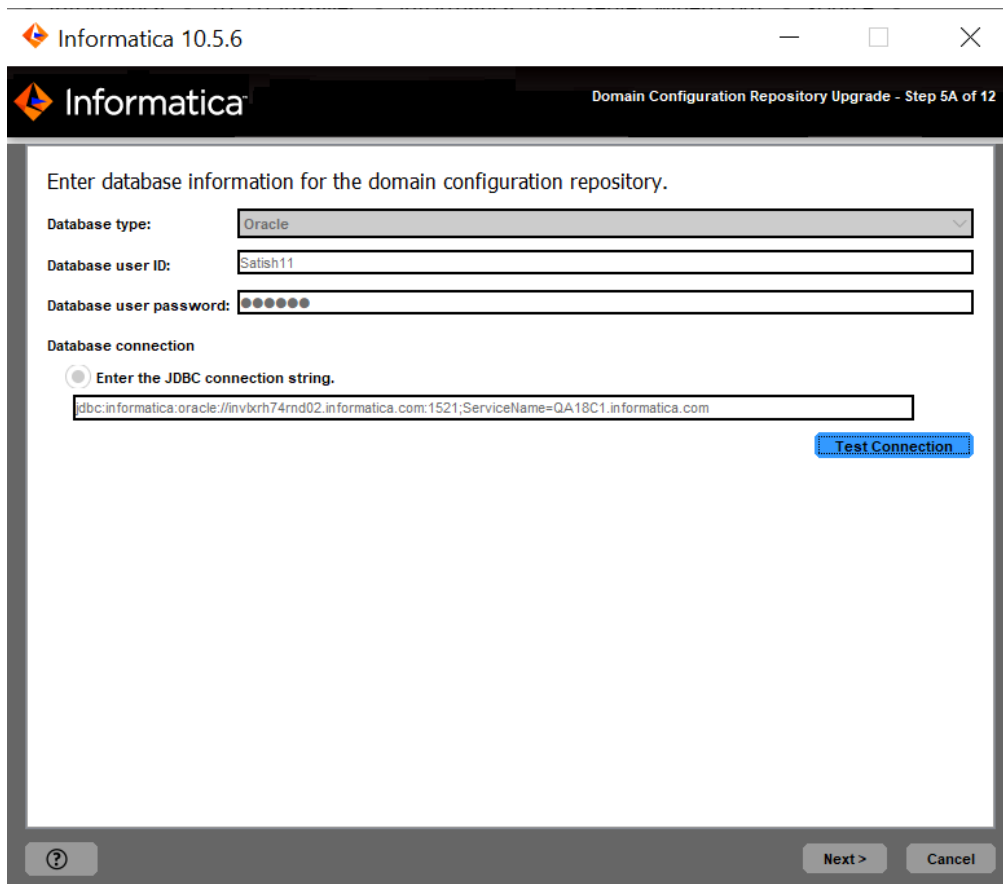 Informatica 10.5.6
Informatica
Domain Configuration Repository Upgrade - Step 5A of 12
Enter database information for the domain configuration repository.
Database type:
Oracle
Database user ID:
Satish11
Database user password:
Database connection
Enter the JDBC connection string.
jdbc:informatica:oracle://invlxrh74rnd02.informatica.com:1521;ServiceName=QA18C1.informatica.com
Test Connection
?
Next >
Cancel